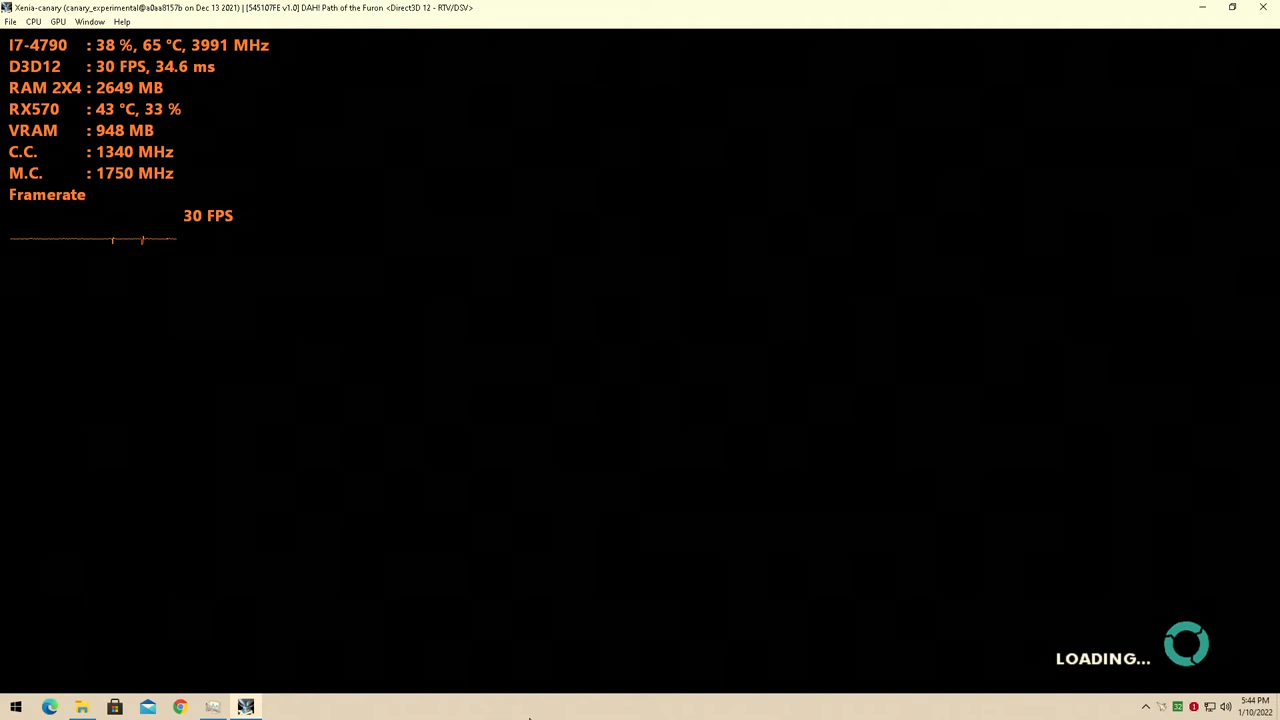 Xenia-canary (canary_experimental@a0aa8157b on Dec 13 2021) | [545107FE v1.0] DAH! Path of the Furon <Direct3D 12 - RTV/DSV>
File CPU GPU Window Help
I7-4790 : 38 %, 65 °C, 3991 MHz
D3D12 : 30 FPS, 34.6 ms
RAM 2X4 : 2649 MB
RX570 : 43 °C, 33 %
VRAM : 948 MB
C.C. : 1340 MHz
M.C. : 1750 MHz
Framerate
30 FPS
LOADING...
32
1
5:44 PM
1/10/2022